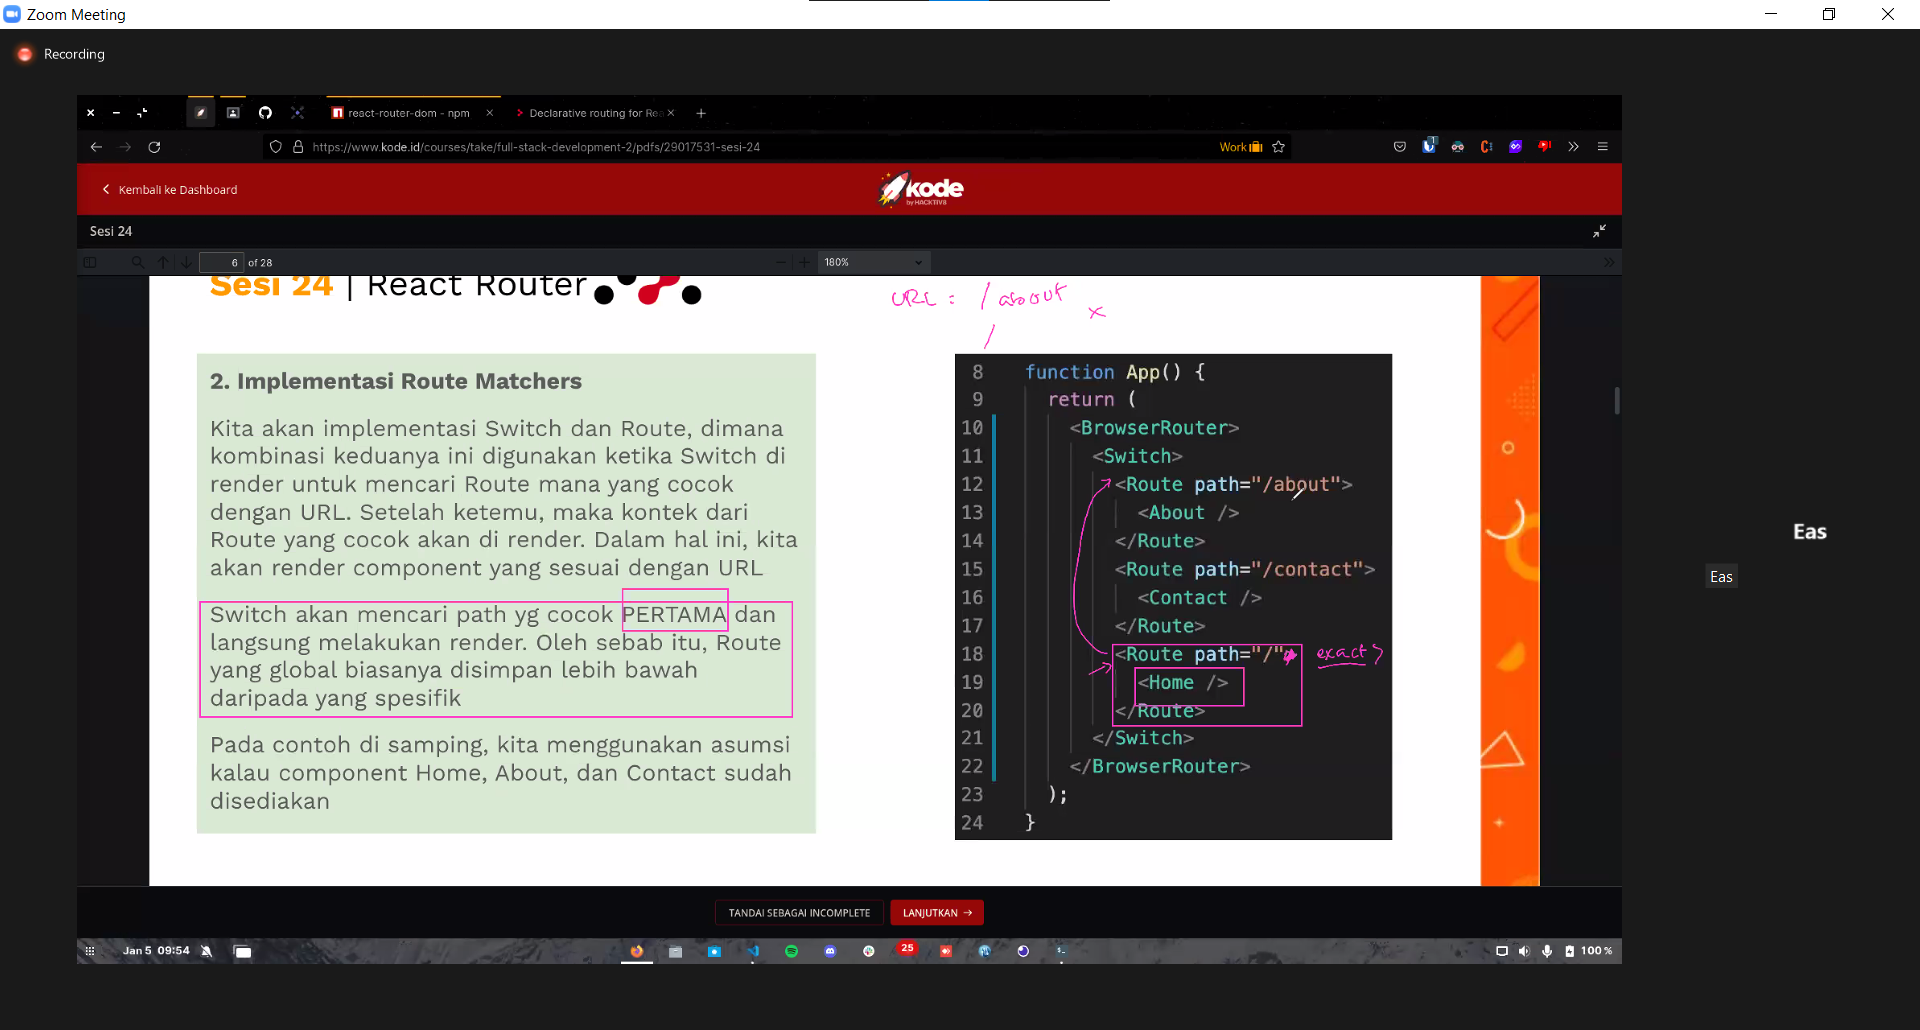 Zoom Meeting
Recording
react-router-dom - npm
Declarative routing for Rea
https://www.kode.id/courses/take/full-stack-development-2/pdfs/29017531-sesi-24
Work
Kembali ke Dashboard
kode
by HACKTIV8
Sesi 24
6 of 28
180%
Sesi 24 | React Router
URL : / about x
/
2. Implementasi Route Matchers
Kita akan implementasi Switch dan Route, dimana
kombinasi keduanya ini digunakan ketika Switch di
render untuk mencari Route mana yang cocok
dengan URL. Setelah ketemu, maka kontek dari
Route yang cocok akan di render. Dalam hal ini, kita
akan render component yang sesuai dengan URL
Switch akan mencari path yg cocok PERTAMA dan
langsung melakukan render. Oleh sebab itu, Route
yang global biasanya disimpan lebih bawah
daripada yang spesifik
Pada contoh di samping, kita menggunakan asumsi
kalau component Home, About, dan Contact sudah
disediakan
8 function App() {
9 return (
10 <BrowserRouter>
11 <Switch>
12 <Route path="/about">
13 <About />
14 </Route>
15 <Route path="/contact">
16 <Contact />
17 </Route>
18 <Route path="/" exact>
19 <Home />
20 </Route>
21 </Switch>
22 </BrowserRouter>
23 );
24 }
Eas
Eas
TANDAI SEBAGAI INCOMPLETE
LANJUTKAN →
Jan 5 09:54
25
100 %